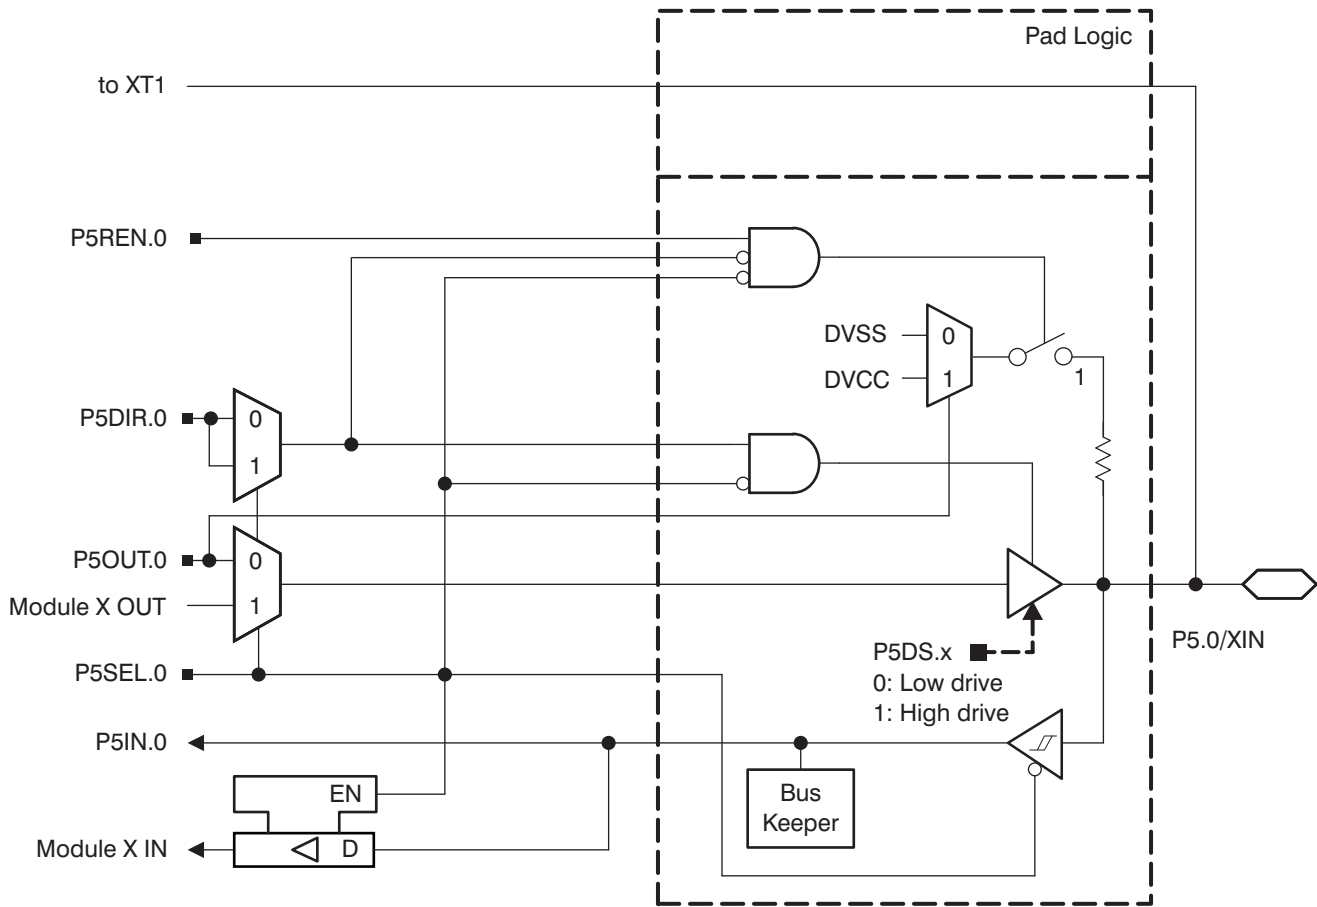 Pad Logic
to XT1
P5REN.0
DVSS
0
DVCC
1
1
P5DIR.0
0
1
P5OUT.0
0
Module X OUT
1
P5DS.x
0: Low drive
1: High drive
P5.0/XIN
P5SEL.0
P5IN.0
Bus
Keeper
EN
Module X IN
D